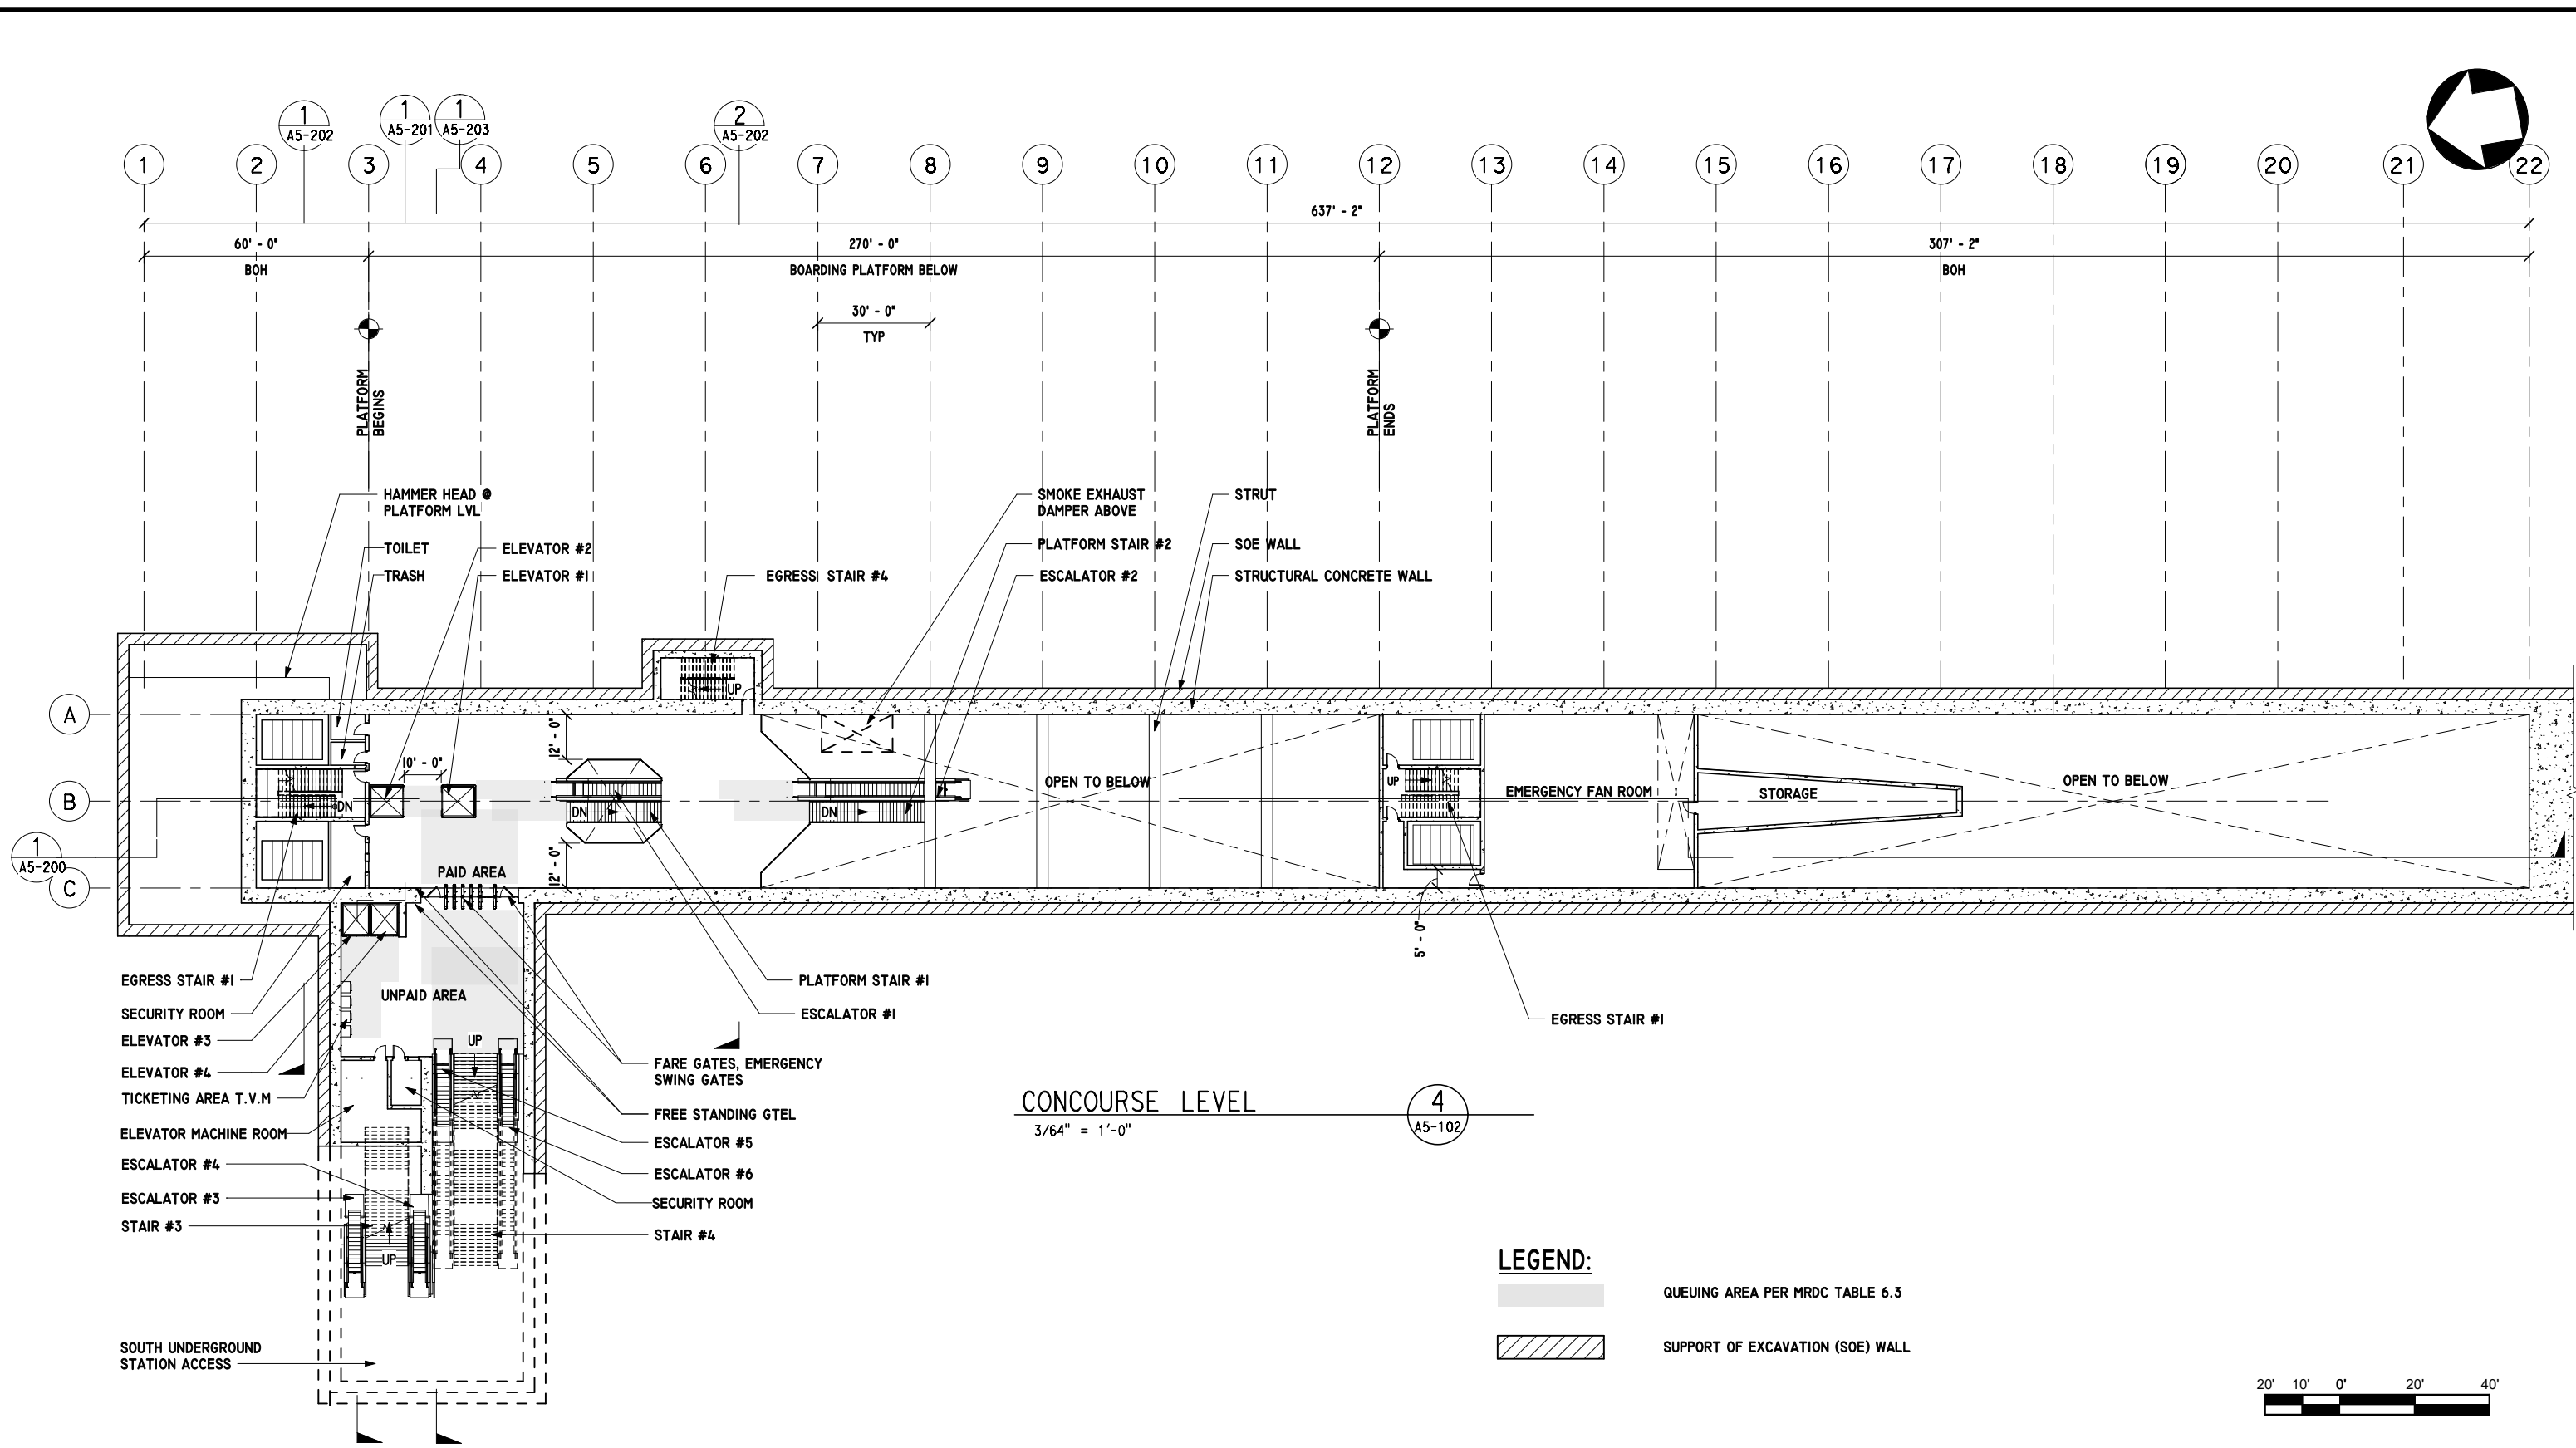 1 1 1 2
A5-202 A5-201 A5-203 A5-202
1 2 3 4 5 6 7 8 9 10 11 12 13 14 15 16 17 18 19 20 21 22
637' - 2"
60' - 0" 270' - 0" 307' - 2"
BOH BOARDING PLATFORM BELOW BOH
30' - 0"
TYP
PLATFORM
BEGINS
PLATFORM
ENDS
HAMMER HEAD @
PLATFORM LVL
TOILET
TRASH
ELEVATOR #2
ELEVATOR #1
EGRESS STAIR #4
SMOKE EXHAUST
DAMPER ABOVE
PLATFORM STAIR #2
ESCALATOR #2
STRUT
SOE WALL
STRUCTURAL CONCRETE WALL
A
B
C
1
A5-200
UP
12' - 0"
10' - 0"
DN
DN
DN
12' - 0"
OPEN TO BELOW
UP
EMERGENCY FAN ROOM
STORAGE
OPEN TO BELOW
PAID AREA
5' - 0"
UNPAID AREA
UP
UP
EGRESS STAIR #1
SECURITY ROOM
ELEVATOR #3
ELEVATOR #4
TICKETING AREA T.V.M
ELEVATOR MACHINE ROOM
ESCALATOR #4
ESCALATOR #3
STAIR #3
SOUTH UNDERGROUND
STATION ACCESS
PLATFORM STAIR #1
ESCALATOR #1
FARE GATES, EMERGENCY
SWING GATES
FREE STANDING GTEL
ESCALATOR #5
ESCALATOR #6
SECURITY ROOM
STAIR #4
EGRESS STAIR #1
CONCOURSE LEVEL
3/64" = 1'-0"
4
A5-102
LEGEND:
QUEUING AREA PER MRDC TABLE 6.3
SUPPORT OF EXCAVATION (SOE) WALL
20' 10' 0' 20' 40'